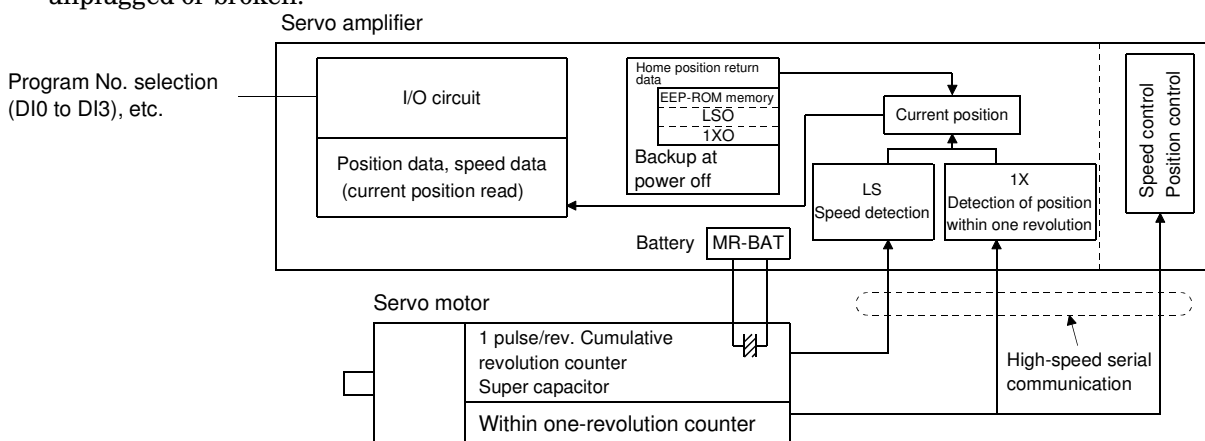 unplugged or broken.
Servo amplifier
Program No. selection
(DI0 to DI3), etc.
I/O circuit
Position data, speed data
(current position read)
Home position return
data
EEP-ROM memory
LSO
1XO
Backup at
power off
Current position
LS
Speed detection
1X
Detection of position
within one revolution
Speed control
Position control
Battery
MR-BAT
Servo motor
1 pulse/rev. Cumulative
revolution counter
Super capacitor
Within one-revolution counter
High-speed serial
communication